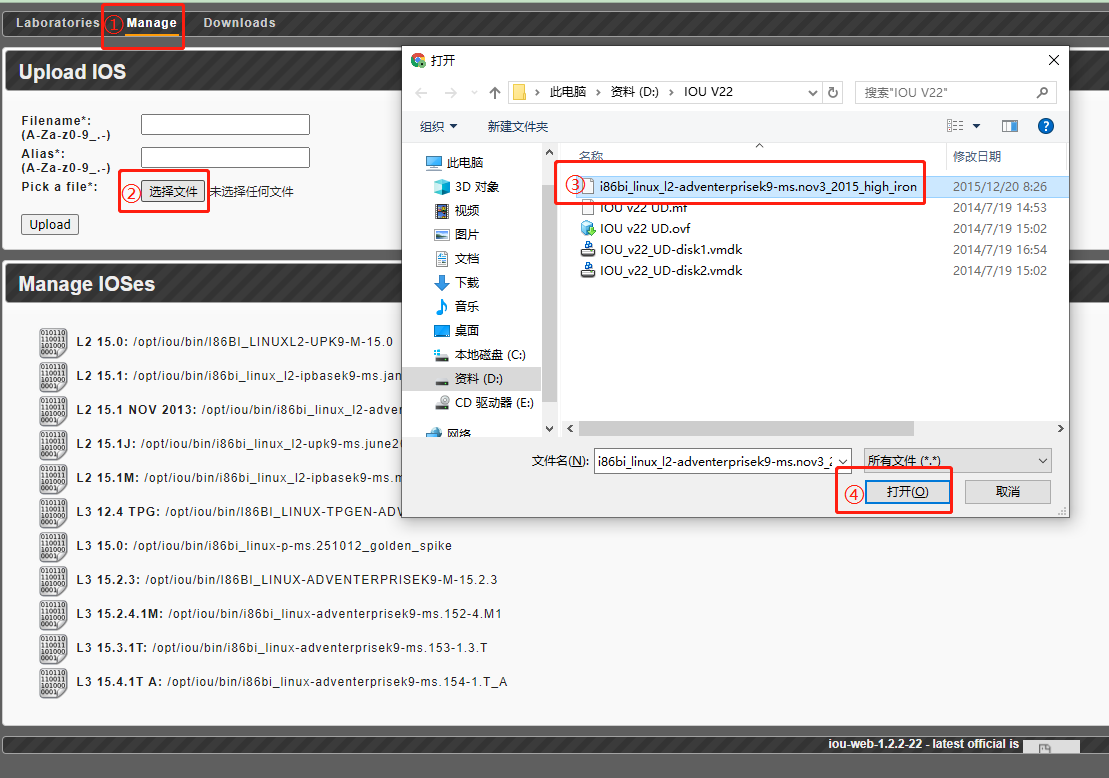 Laboratories ① Manage Downloads
Upload IOS
Filename*:
(A-Za-z0-9_.-)
Alias*:
(A-Za-z0-9_.-)
Pick a file*: ② 选择文件 未选择任何文件
Upload
Manage IOSes
L2 15.0: /opt/iou/bin/I86BI_LINUXL2-UPK9-M-15.0
L2 15.1: /opt/iou/bin/i86bi_linux_l2-ipbasek9-ms.jan
L2 15.1 NOV 2013: /opt/iou/bin/i86bi_linux_l2-adver
L2 15.1J: /opt/iou/bin/i86bi_linux_l2-upk9-ms.june20
L2 15.1M: /opt/iou/bin/i86bi_linux_l2-ipbasek9-ms.m
L3 12.4 TPG: /opt/iou/bin/I86BI_LINUX-TPGEN-ADV
L3 15.0: /opt/iou/bin/i86bi_linux-p-ms.251012_golden_spike
L3 15.2.3: /opt/iou/bin/I86BI_LINUX-ADVENTERPRISEK9-M-15.2.3
L3 15.2.4.1M: /opt/iou/bin/i86bi_linux-adventerprisek9-ms.152-4.M1
L3 15.3.1T: /opt/iou/bin/i86bi_linux-adventerprisek9-ms.153-1.3.T
L3 15.4.1T A: /opt/iou/bin/i86bi_linux-adventerprisek9-ms.154-1.T_A
打开
此电脑 › 资料 (D:) › IOU V22
搜索"IOU V22"
组织 新建文件夹
此电脑
3D 对象
视频
图片
文档
下载
音乐
桌面
本地磁盘 (C:)
资料 (D:)
CD 驱动器 (E:)
网络
名称 修改日期
③ i86bi_linux_l2-adventerprisek9-ms.nov3_2015_high_iron 2015/12/20 8:26
IOU v22 UD.mf 2014/7/19 14:53
IOU v22 UD.ovf 2014/7/19 15:02
IOU_v22_UD-disk1.vmdk 2014/7/19 16:54
IOU_v22_UD-disk2.vmdk 2014/7/19 15:02
文件名(N): i86bi_linux_l2-adventerprisek9-ms.nov3_2 所有文件 (*.*)
④ 打开(O) 取消
iou-web-1.2.2-22 - latest official is